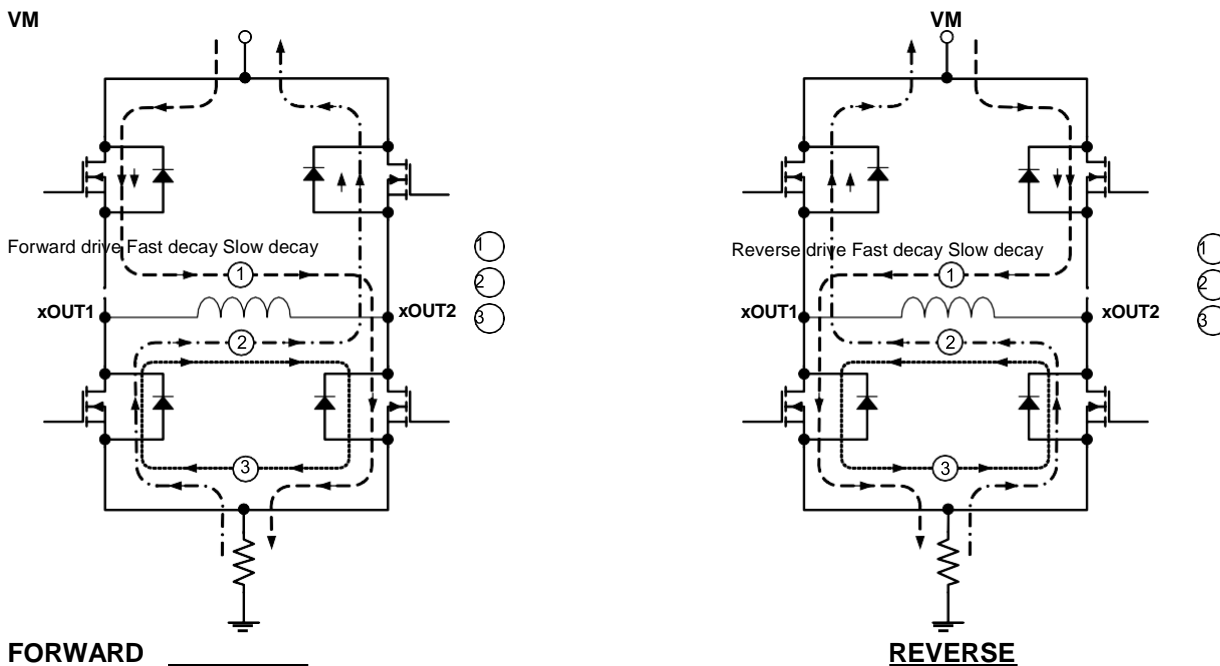 VM
VM
Forward drive Fast decay Slow decay
1
2
3
Reverse drive Fast decay Slow decay
1
2
3
1
1
xOUT1
xOUT2
xOUT1
xOUT2
2
2
3
3
FORWARD
REVERSE